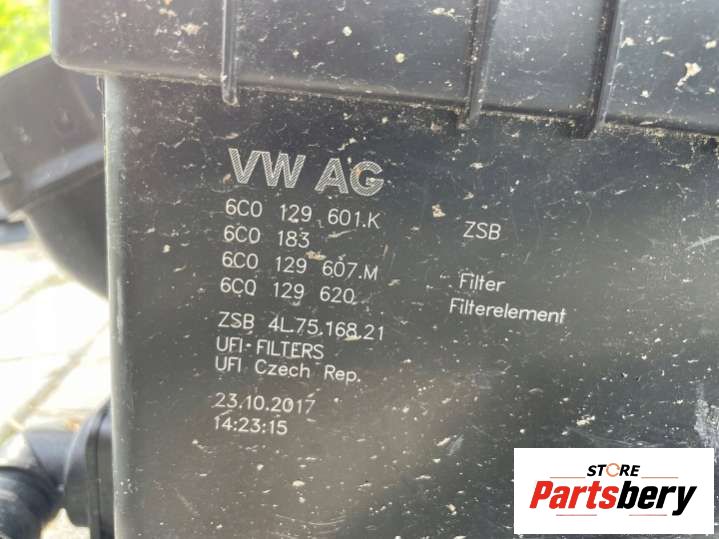 VW AG
6C0 129 601.K ZSB
6C0 183
6C0 129 607.M Filter
6C0 129 620 Filterelement
ZSB 4L.75.168.21
UFI-FILTERS
UFI Czech Rep.
23.10.2017
14:23:15
STORE
Partsbery